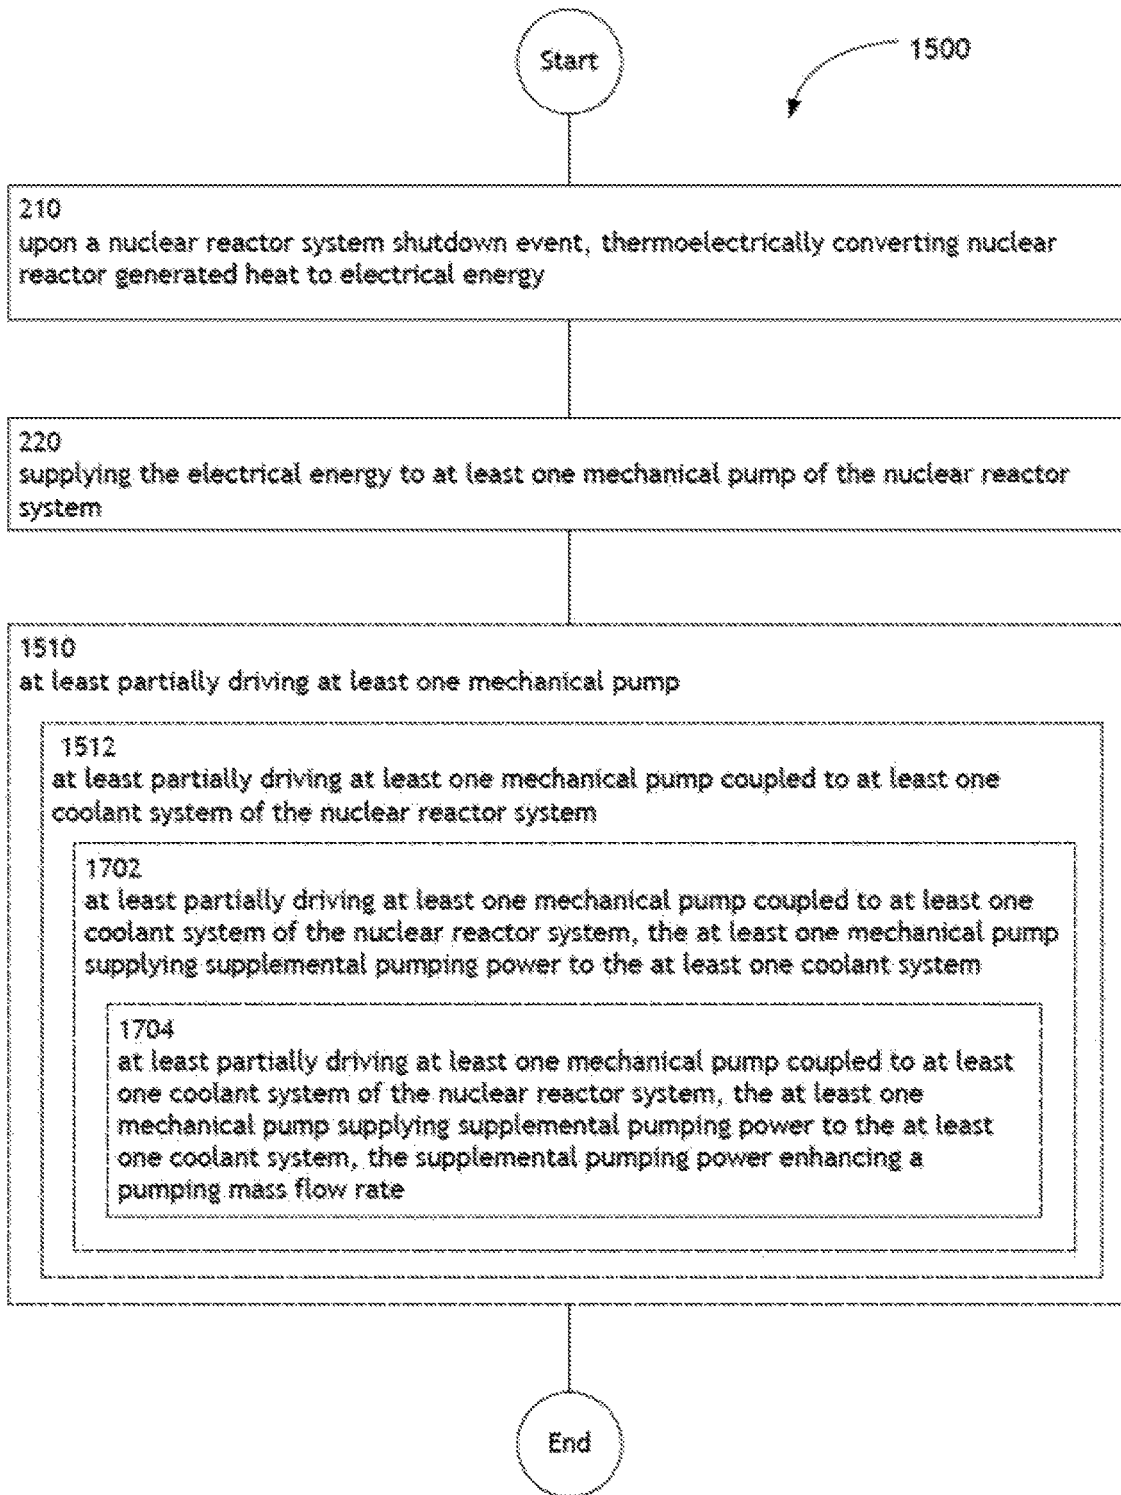 Start
1500
210
upon a nuclear reactor system shutdown event, thermoelectrically converting nuclear
reactor generated heat to electrical energy
220
supplying the electrical energy to at least one mechanical pump of the nuclear reactor
system
1510
at least partially driving at least one mechanical pump
1512
at least partially driving at least one mechanical pump coupled to at least one
coolant system of the nuclear reactor system
1702
at least partially driving at least one mechanical pump coupled to at least one
coolant system of the nuclear reactor system, the at least one mechanical pump
supplying supplemental pumping power to the at least one coolant system
1704
at least partially driving at least one mechanical pump coupled to at least
one coolant system of the nuclear reactor system, the at least one
mechanical pump supplying supplemental pumping power to the at least
one coolant system, the supplemental pumping power enhancing a
pumping mass flow rate
End